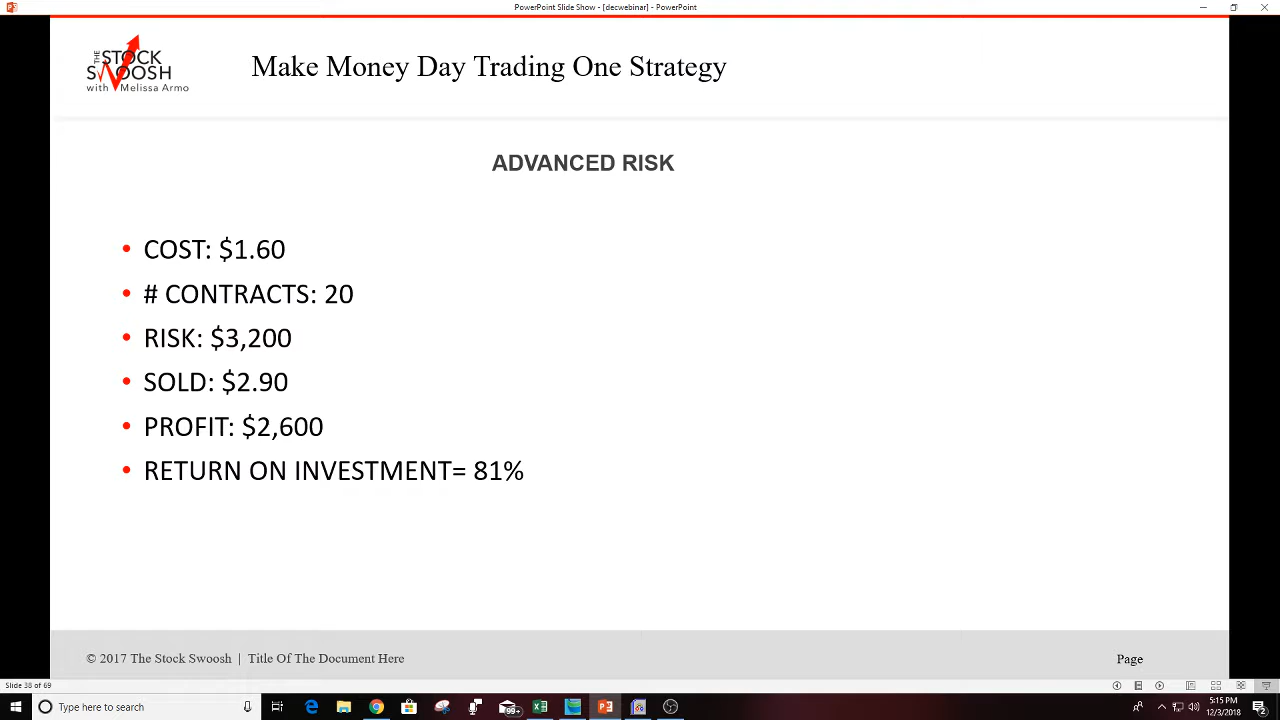 PowerPoint Slide Show - [decwebinar] - PowerPoint
THE STOCK
SWOOSH
with Melissa Armo
Make Money Day Trading One Strategy
ADVANCED RISK
• COST: $1.60
• # CONTRACTS: 20
• RISK: $3,200
• SOLD: $2.90
• PROFIT: $2,600
• RETURN ON INVESTMENT= 81%
© 2017 The Stock Swoosh | Title Of The Document Here
Page
Slide 38 of 69
Type here to search
99+
5:15 PM
12/3/2018
2